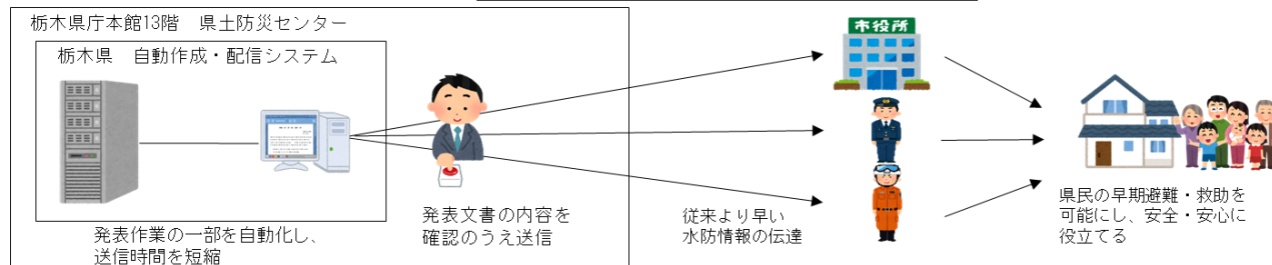 栃木県庁本館13階　県土防災センター
栃木県　自動作成・配信システム
発表作業の一部を自動化し、
送信時間を短縮
発表文書の内容を
確認のうえ送信
従来より早い
水防情報の伝達
市役所
県民の早期避難・救助を
可能にし、安全・安心に
役立てる